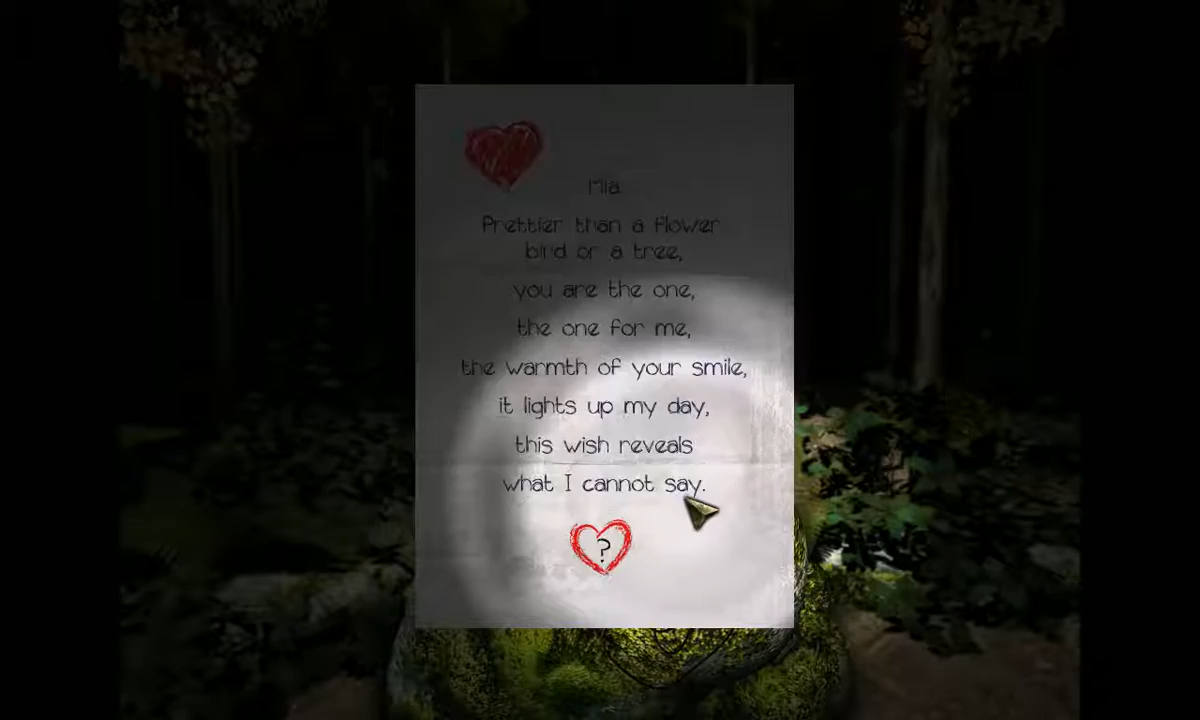 Mia
Prettier than a flower
bird or a tree,
you are the one,
the one for me,
the warmth of your smile,
it lights up my day,
this wish reveals
what I cannot say.
?